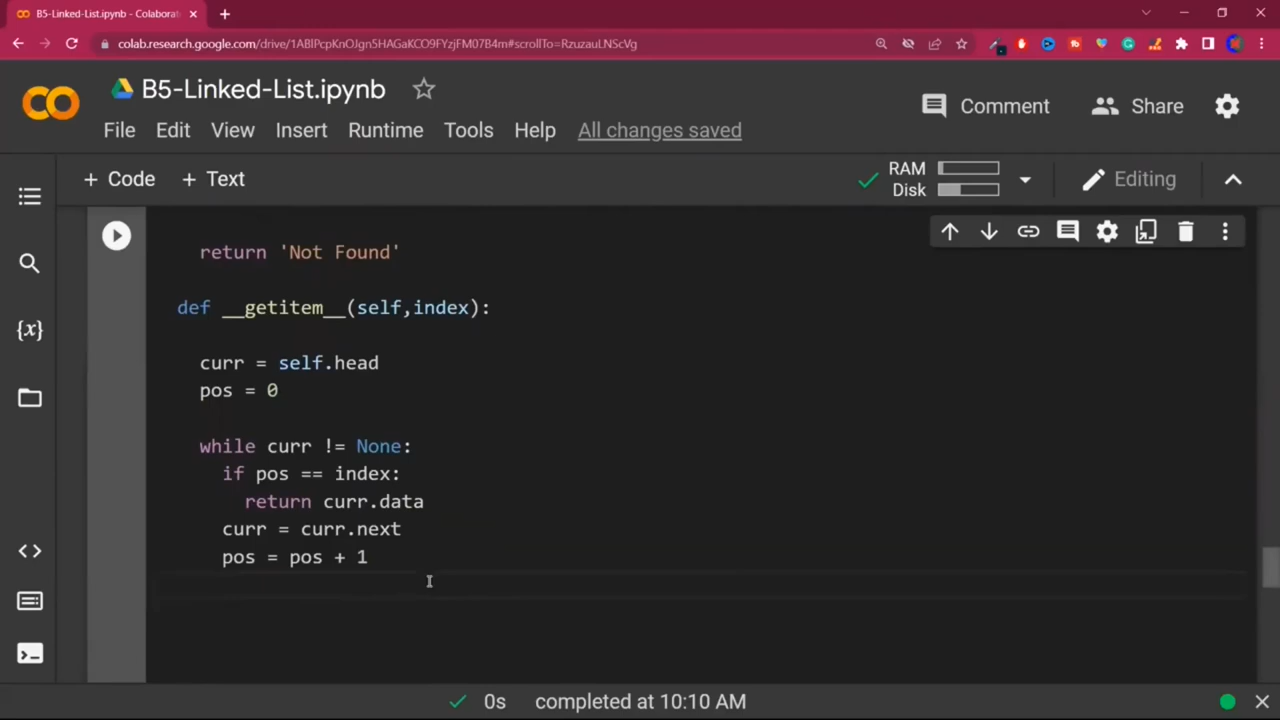 B5-Linked-List.ipynb - Colaborat
colab.research.google.com/drive/1ABlPcpKnOJgn5HAGaKCO9FYzjFM07B4m#scrollTo=RzuzauLNScVg
B5-Linked-List.ipynb
Comment
Share
File Edit View Insert Runtime Tools Help All changes saved
+ Code + Text
RAM
Disk
Editing
return 'Not Found'
def __getitem__(self,index):
curr = self.head
pos = 0
while curr != None:
if pos == index:
return curr.data
curr = curr.next
pos = pos + 1
0s completed at 10:10 AM